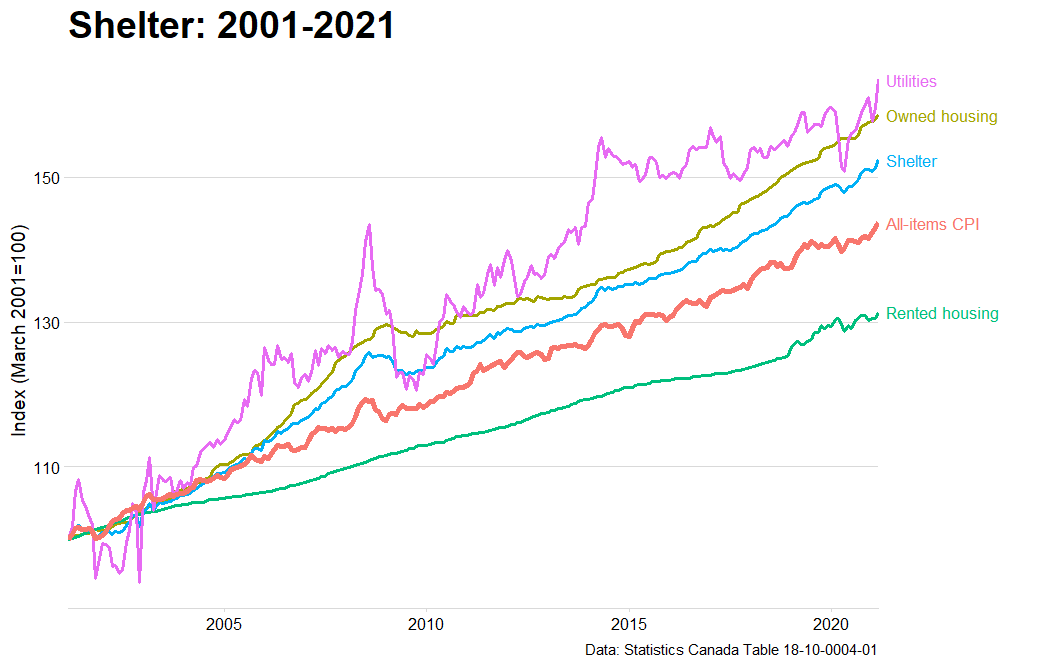 Shelter: 2001-2021
Utilities
Owned housing
Shelter
All-items CPI
Rented housing
150
130
110
Index (March 2001=100)
2005
2010
2015
2020
Data: Statistics Canada Table 18-10-0004-01